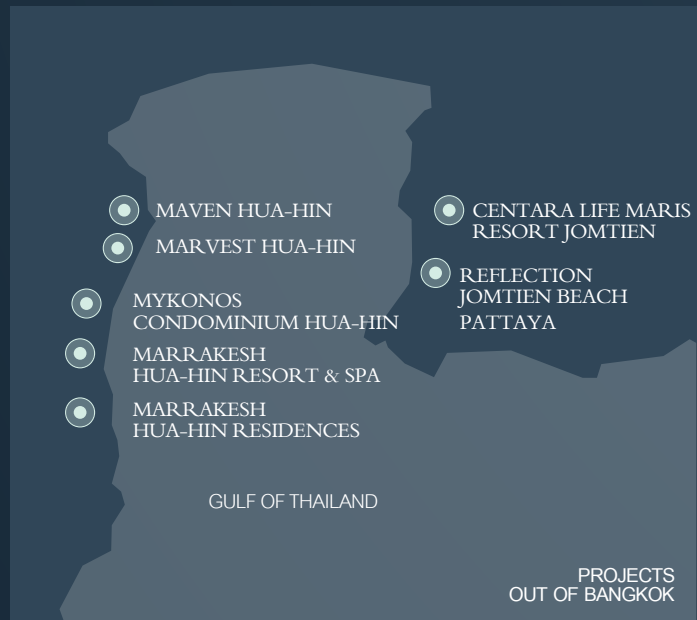 MAVEN HUA-HIN
MARVEST HUA-HIN
MYKONOS
CONDOMINIUM HUA-HIN
MARRAKESH
HUA-HIN RESORT & SPA
MARRAKESH
HUA-HIN RESIDENCES
CENTARA LIFE MARIS
RESORT JOMTIEN
REFLECTION
JOMTIEN BEACH
PATTAYA
GULF OF THAILAND
PROJECTS
OUT OF BANGKOK